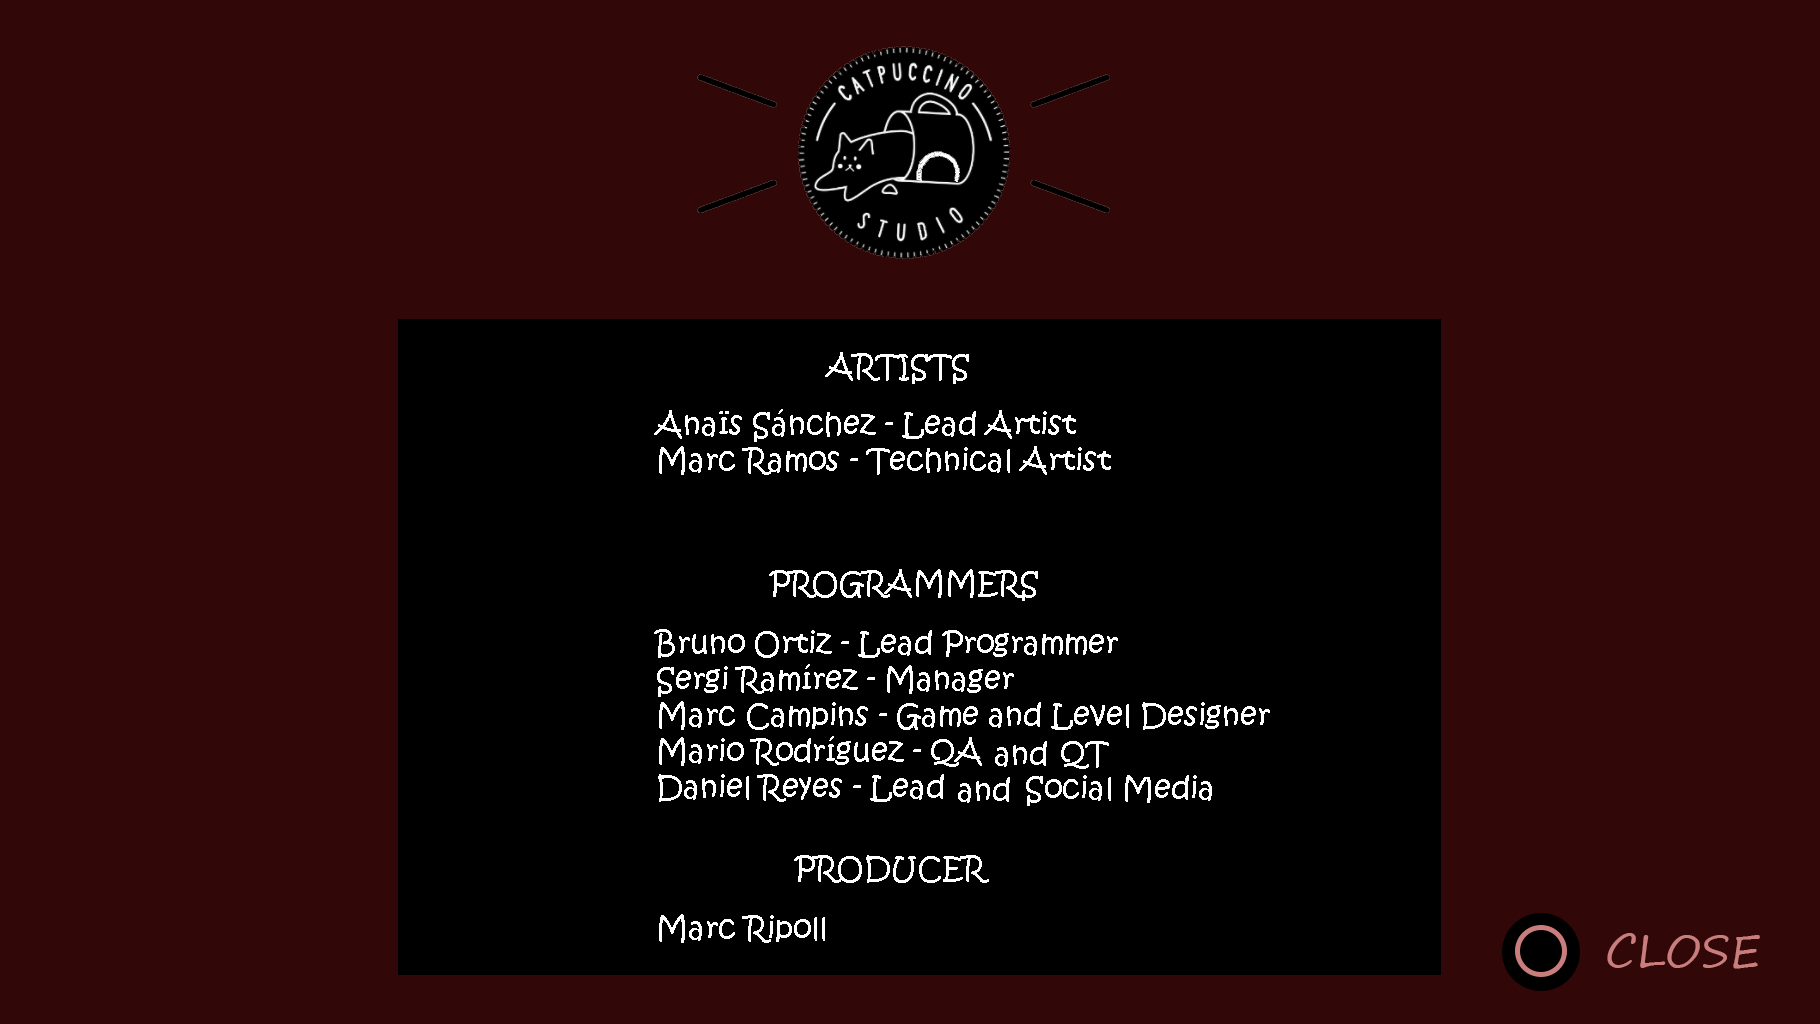 CATPUCCINO
STUDIO
ARTISTS
Anaïs Sánchez - Lead Artist
Marc Ramos - Technical Artist
PROGRAMMERS
Bruno Ortiz - Lead Programmer
Sergi Ramírez - Manager
Marc Campins - Game and Level Designer
Mario Rodríguez - QA and QT
Daniel Reyes - Lead and Social Media
PRODUCER
Marc Ripoll
CLOSE